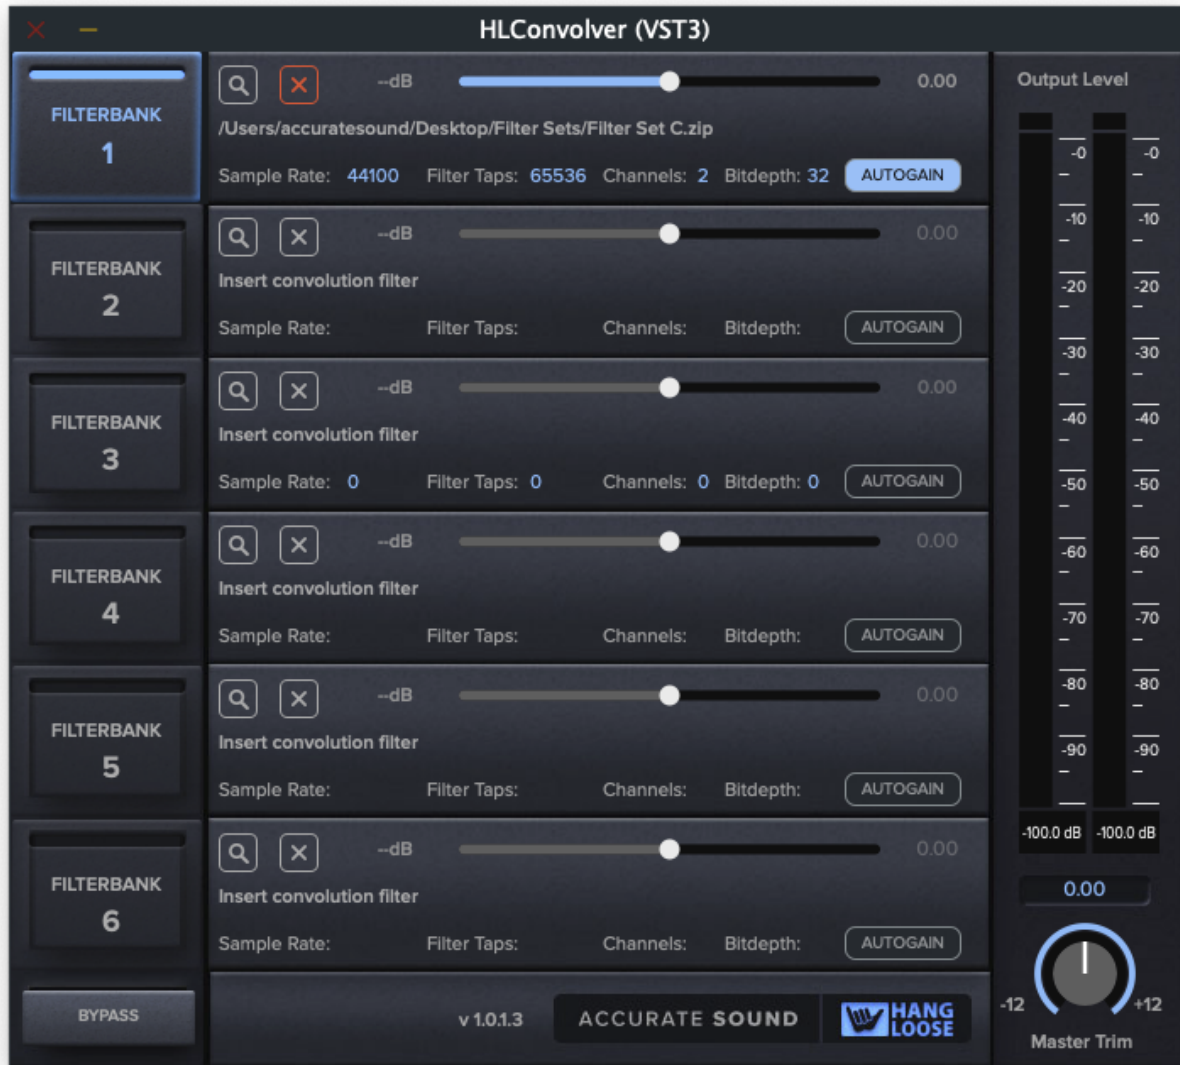 HLConvolver (VST3)
FILTERBANK
1
--dB 0.00
/Users/accuratesound/Desktop/Filter Sets/Filter Set C.zip
Sample Rate: 44100 Filter Taps: 65536 Channels: 2 Bitdepth: 32 AUTOGAIN
FILTERBANK
2
--dB 0.00
Insert convolution filter
Sample Rate: Filter Taps: Channels: Bitdepth: AUTOGAIN
FILTERBANK
3
--dB 0.00
Insert convolution filter
Sample Rate: 0 Filter Taps: 0 Channels: 0 Bitdepth: 0 AUTOGAIN
FILTERBANK
4
--dB 0.00
Insert convolution filter
Sample Rate: Filter Taps: Channels: Bitdepth: AUTOGAIN
FILTERBANK
5
--dB 0.00
Insert convolution filter
Sample Rate: Filter Taps: Channels: Bitdepth: AUTOGAIN
FILTERBANK
6
--dB 0.00
Insert convolution filter
Sample Rate: Filter Taps: Channels: Bitdepth: AUTOGAIN
BYPASS
v 1.0.1.3
ACCURATE SOUND
HANG
LOOSE
Output Level
-0 -0
-10 -10
-20 -20
-30 -30
-40 -40
-50 -50
-60 -60
-70 -70
-80 -80
-90 -90
-100.0 dB -100.0 dB
0.00
-12 +12
Master Trim